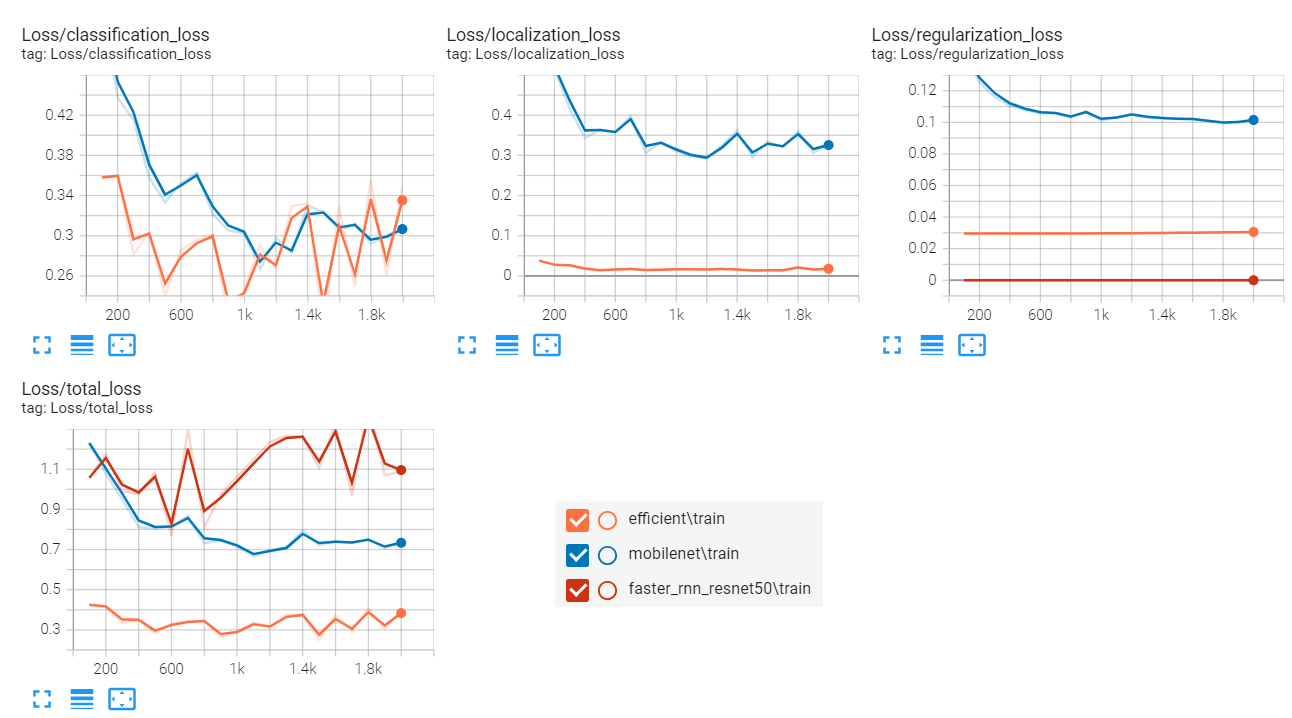 Loss/classification_loss
tag: Loss/classification_loss
0.42
0.38
0.34
0.3
0.26
200 600 1k 1.4k 1.8k
Loss/localization_loss
tag: Loss/localization_loss
0.4
0.3
0.2
0.1
0
200 600 1k 1.4k 1.8k
Loss/regularization_loss
tag: Loss/regularization_loss
0.12
0.1
0.08
0.06
0.04
0.02
0
200 600 1k 1.4k 1.8k
Loss/total_loss
tag: Loss/total_loss
1.1
0.9
0.7
0.5
0.3
200 600 1k 1.4k 1.8k
efficient\train
mobilenet\train
faster_rnn_resnet50\train